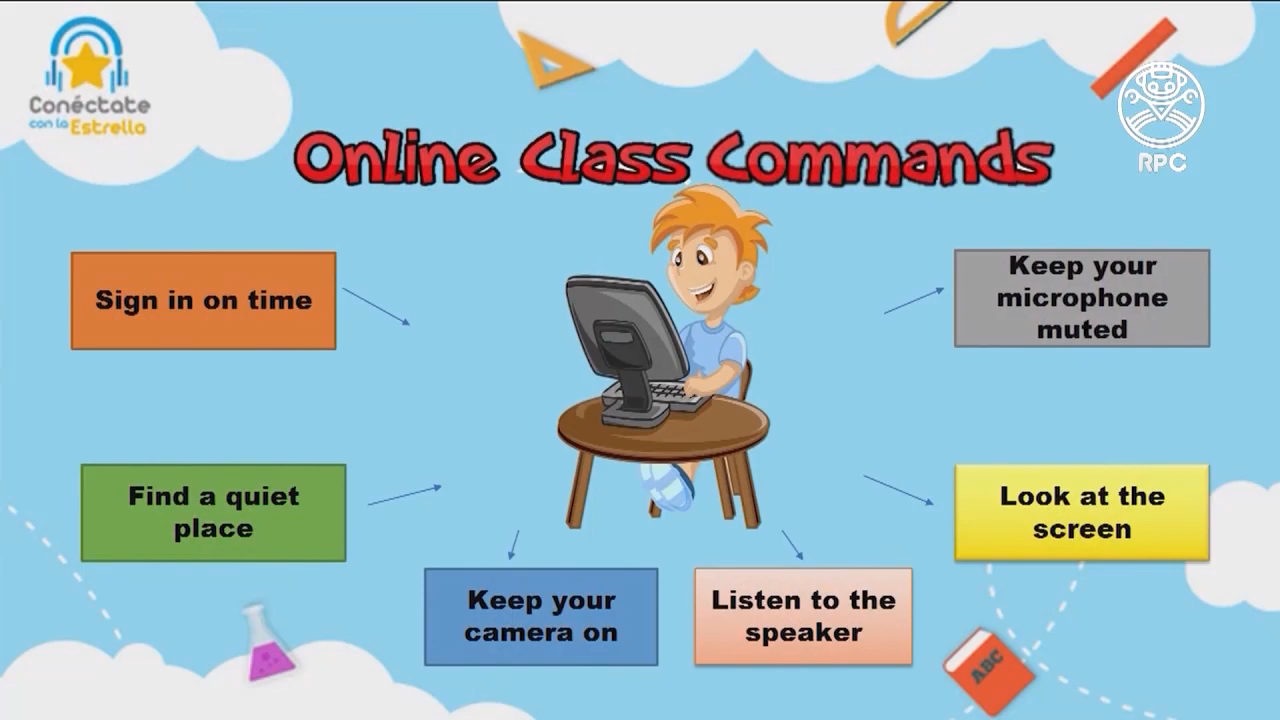 Conéctate
con la Estrella
RPC
Online Class Commands
Sign in on time
Keep your
microphone
muted
Find a quiet
place
Look at the
screen
Keep your
camera on
Listen to the
speaker
ABC